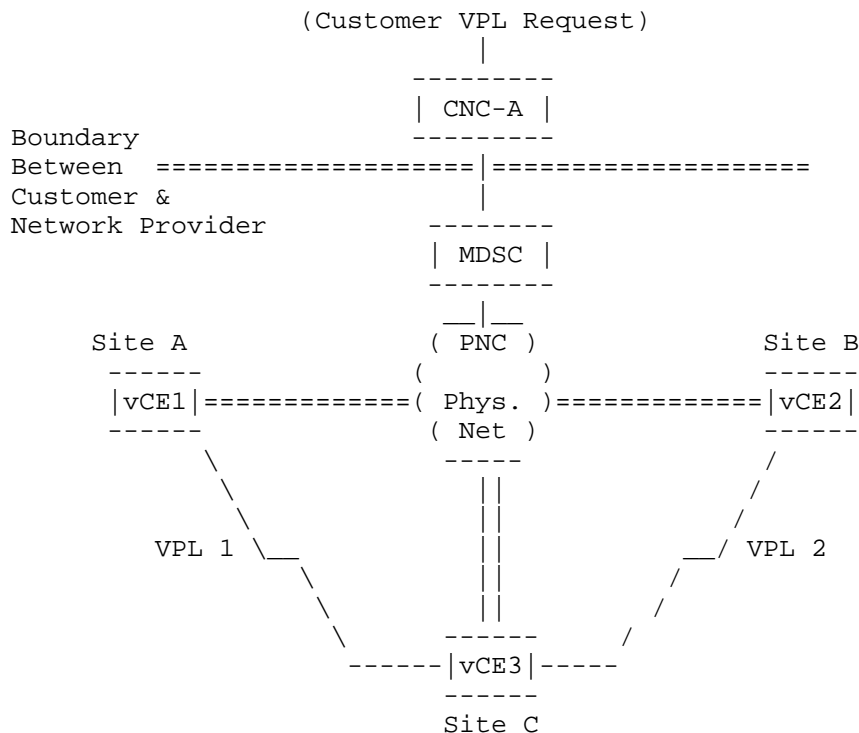 (Customer VPL Request)
| CNC-A |
Boundary
Between
Customer &
Network Provider
| MDSC |
Site A ( PNC ) Site B
|vCE1|=============( Phys. )=============|vCE2|
( Net )
VPL 1 VPL 2
|vCE3|
Site C